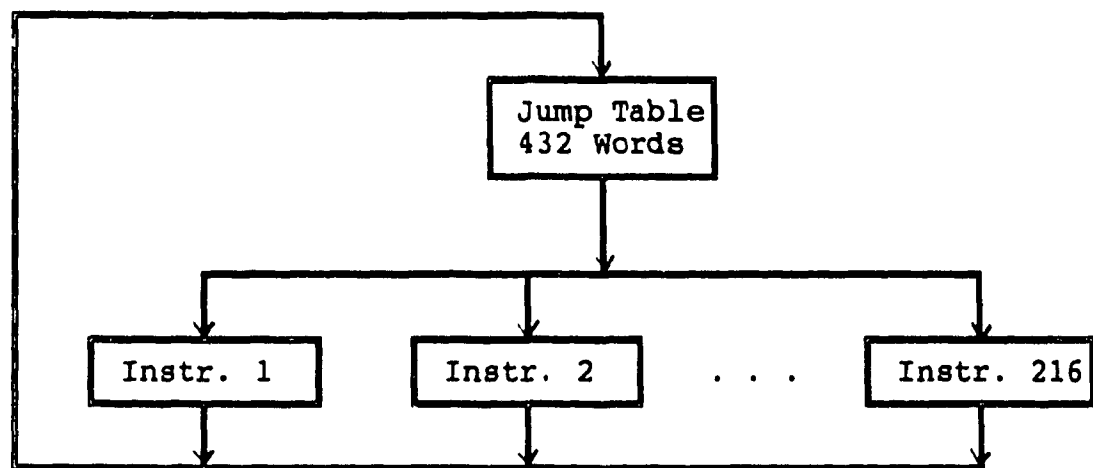 Jump Table
432 Words
Instr. 1
Instr. 2
. . .
Instr. 216